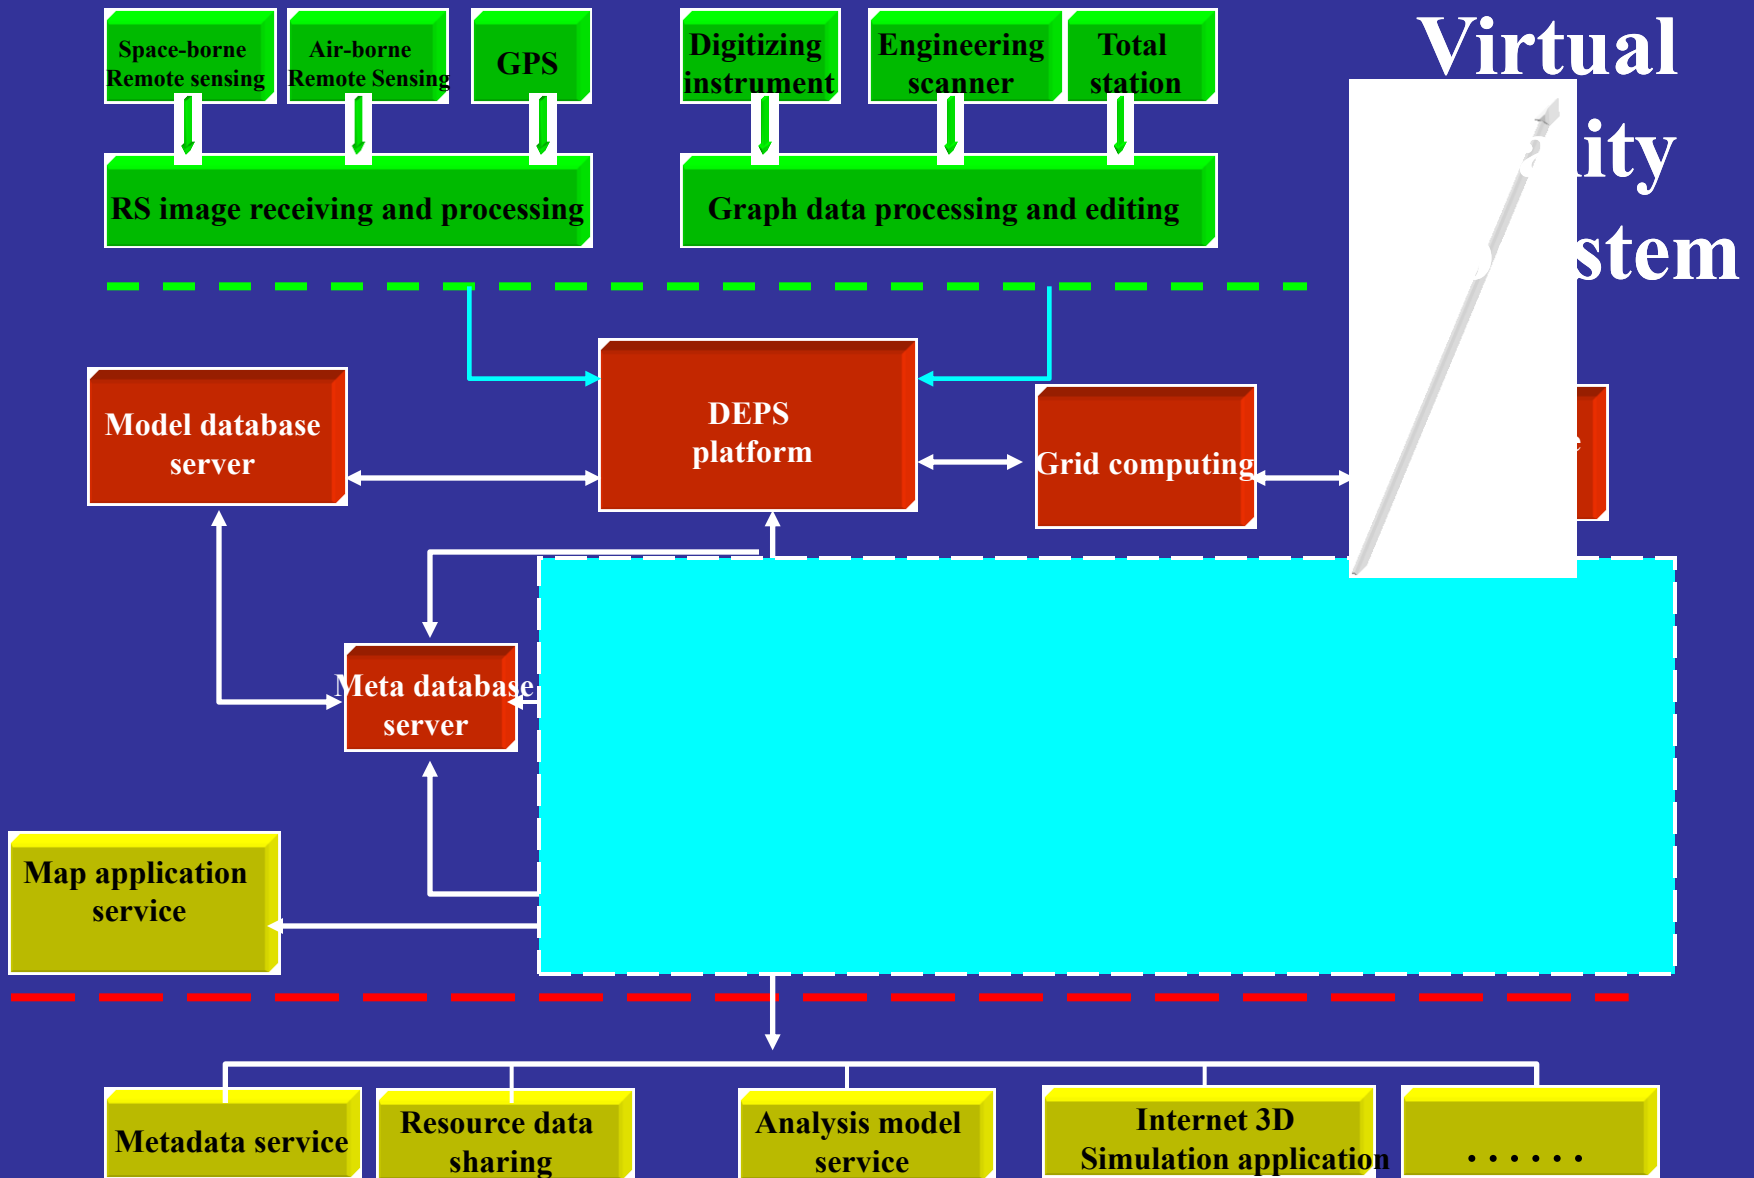 Space-borne
Remote sensing
Air-borne
Remote Sensing
GPS
Digitizing
instrument
Engineering
scanner
Total
station
Virtual
RS image receiving and processing
Graph data processing and editing
DEPS
platform
Model database
server
Grid computing
Meta database
server
Map application
service
Metadata service
Resource data
sharing
Analysis model
service
Internet 3D
Simulation application
. . . . . .